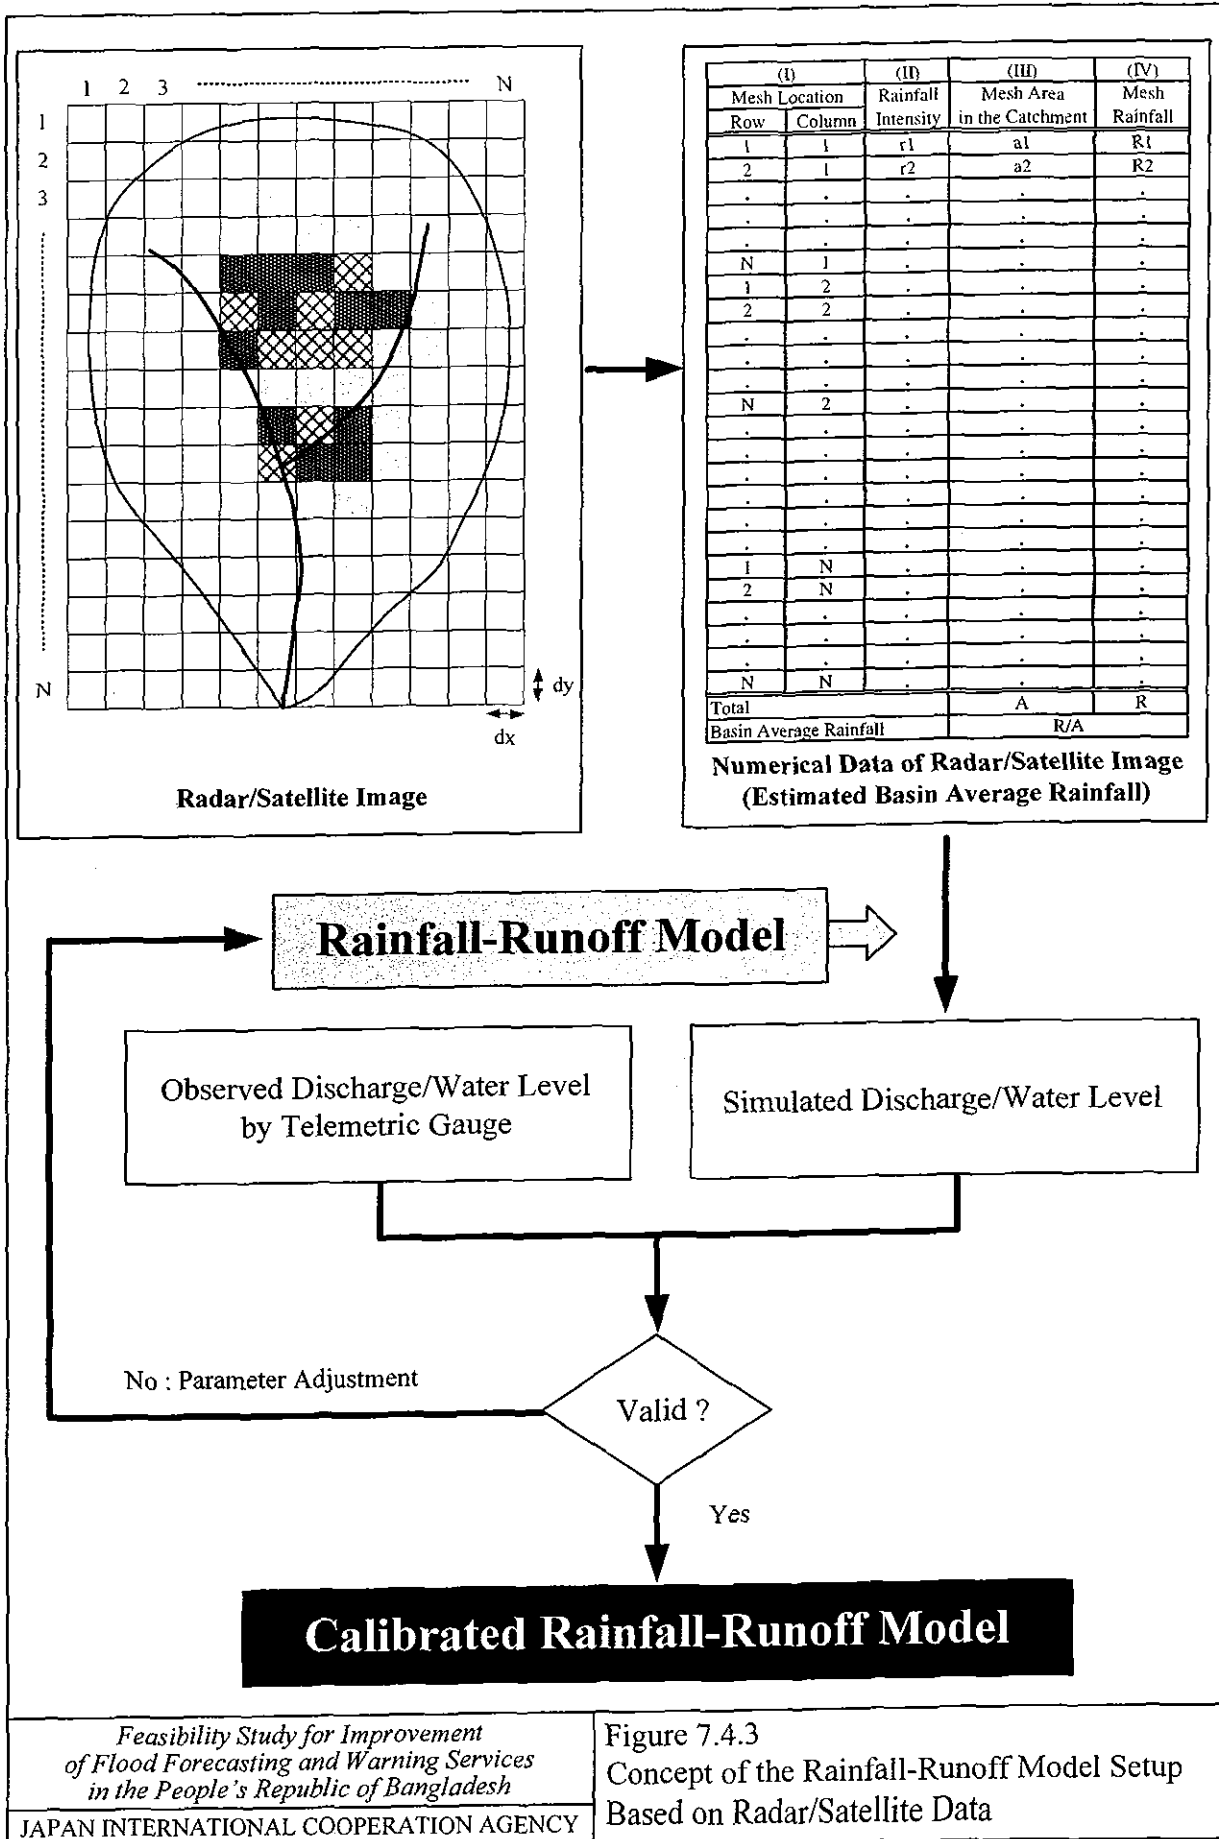 1 2 3 N
1
2
3
N
dy
dx
Radar/Satellite Image
(I) (II) (III) (IV)
Mesh Location Rainfall Mesh Area Mesh
Row Column Intensity in the Catchment Rainfall
1 1 r1 a1 R1
2 1 r2 a2 R2
. . . . .
. . . . .
. . . . .
N 1 . . .
1 2 . . .
2 2 . . .
. . . . .
. . . . .
. . . . .
N 2 . . .
. . . . .
. . . . .
. . . . .
. . . . .
. . . . .
. . . . .
1 N . . .
2 N . . .
. . . . .
. . . . .
. . . . .
N N . . .
Total A R
Basin Average Rainfall R/A
Numerical Data of Radar/Satellite Image
(Estimated Basin Average Rainfall)
Rainfall-Runoff Model
Observed Discharge/Water Level
by Telemetric Gauge
Simulated Discharge/Water Level
No : Parameter Adjustment
Valid ?
Yes
Calibrated Rainfall-Runoff Model
Feasibility Study for Improvement
of Flood Forecasting and Warning Services
in the People's Republic of Bangladesh
JAPAN INTERNATIONAL COOPERATION AGENCY
Figure 7.4.3
Concept of the Rainfall-Runoff Model Setup
Based on Radar/Satellite Data